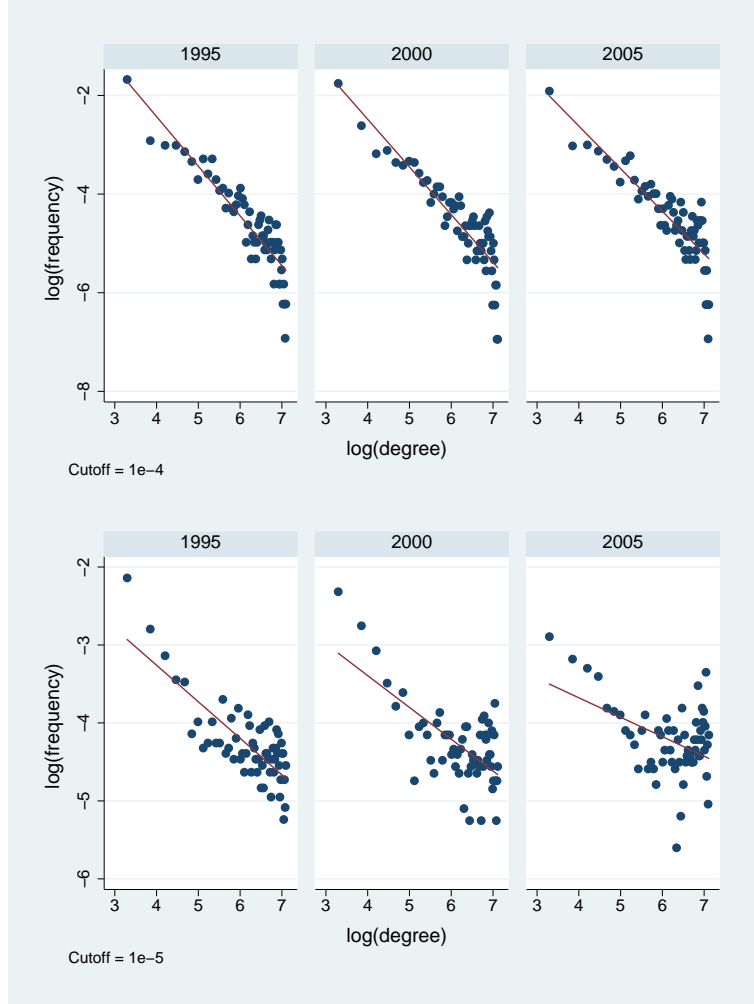 1995 2000 2005
log(frequency)
−2
−4
−6
−8
3 4 5 6 7 3 4 5 6 7 3 4 5 6 7
log(degree)
Cutoff = 1e−4
1995 2000 2005
log(frequency)
−2
−3
−4
−5
−6
3 4 5 6 7 3 4 5 6 7 3 4 5 6 7
log(degree)
Cutoff = 1e−5